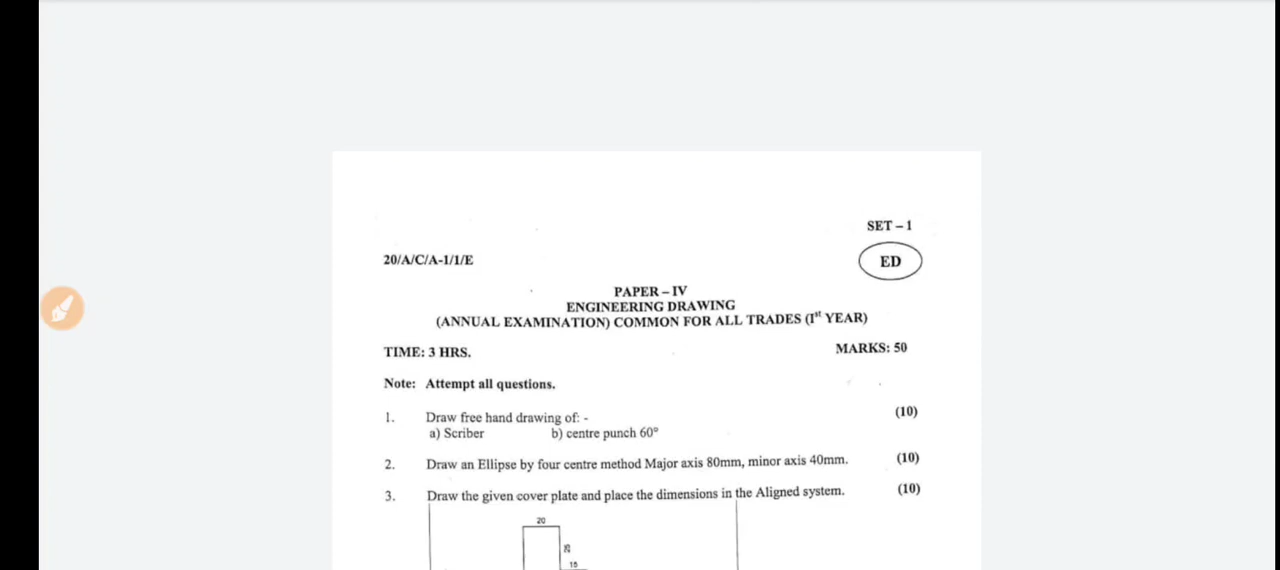 SET – 1
20/A/C/A-1/1/E
ED
PAPER – IV
ENGINEERING DRAWING
(ANNUAL EXAMINATION) COMMON FOR ALL TRADES (Ist YEAR)
TIME: 3 HRS.
MARKS: 50
Note: Attempt all questions.
1. Draw free hand drawing of: - (10)
a) Scriber b) centre punch 60°
2. Draw an Ellipse by four centre method Major axis 80mm, minor axis 40mm. (10)
3. Draw the given cover plate and place the dimensions in the Aligned system. (10)
20
15